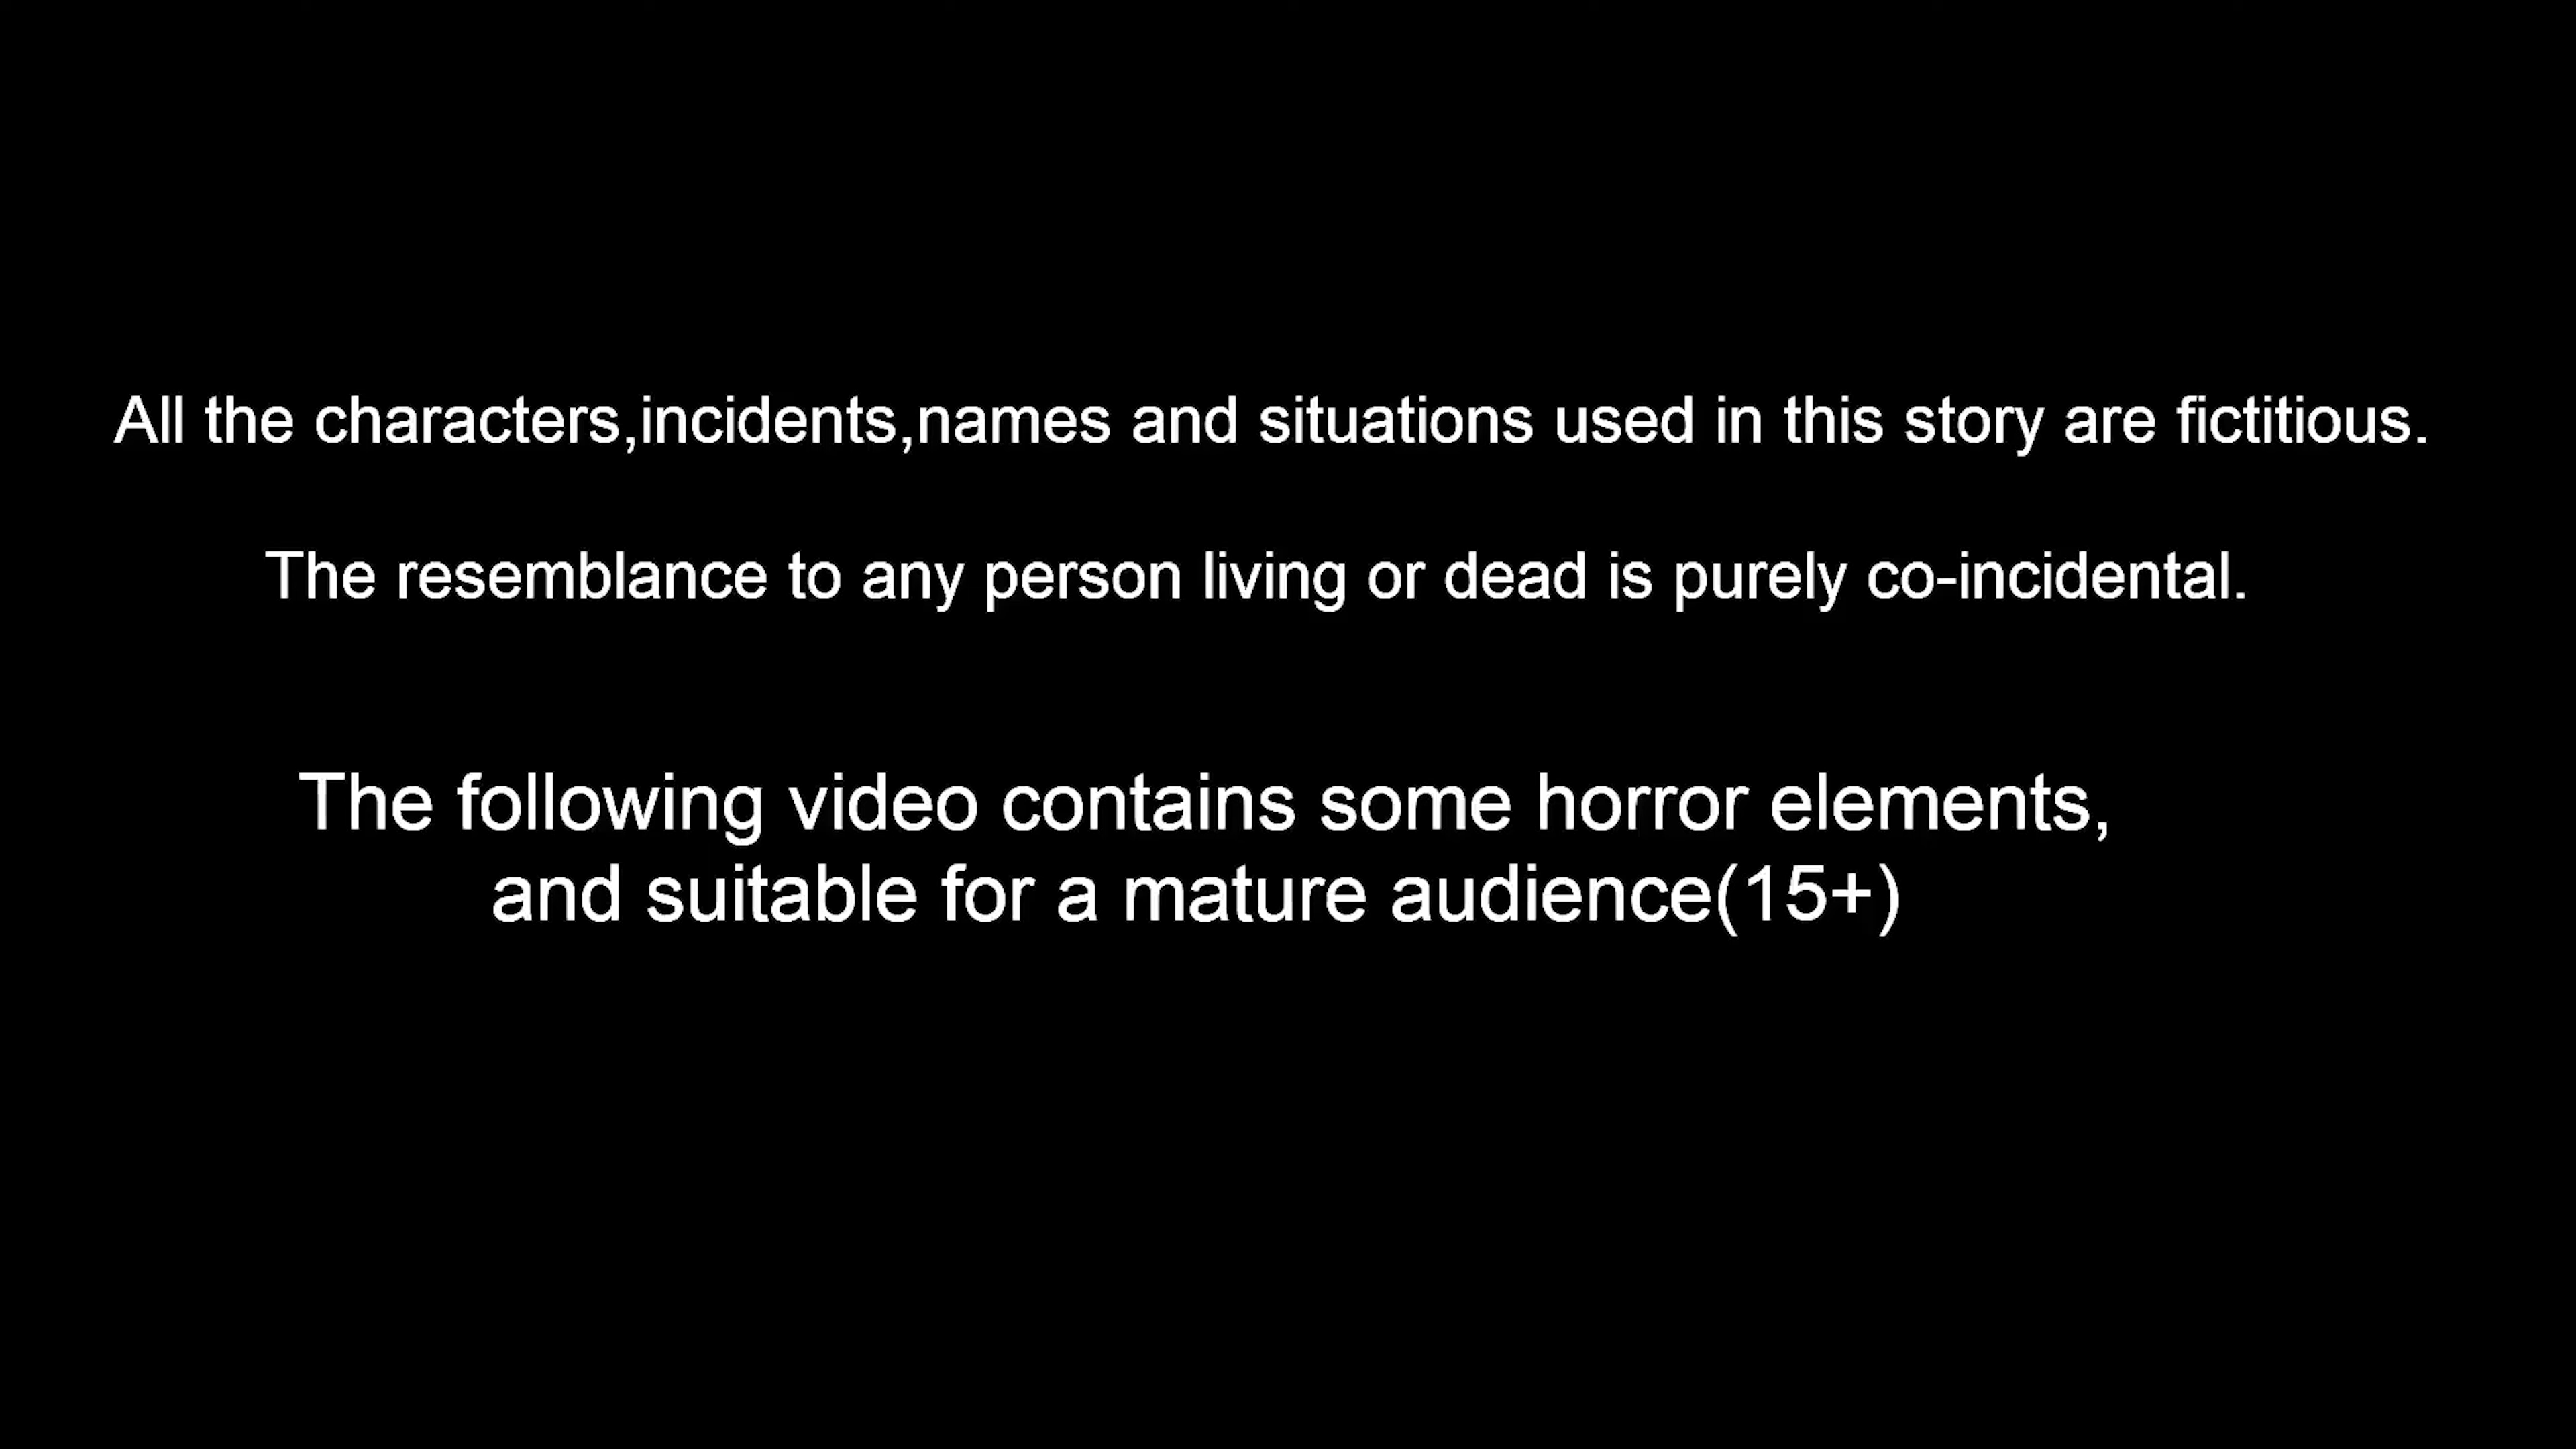 All the characters,incidents,names and situations used in this story are fictitious.
The resemblance to any person living or dead is purely co-incidental.
The following video contains some horror elements,
and suitable for a mature audience(15+)